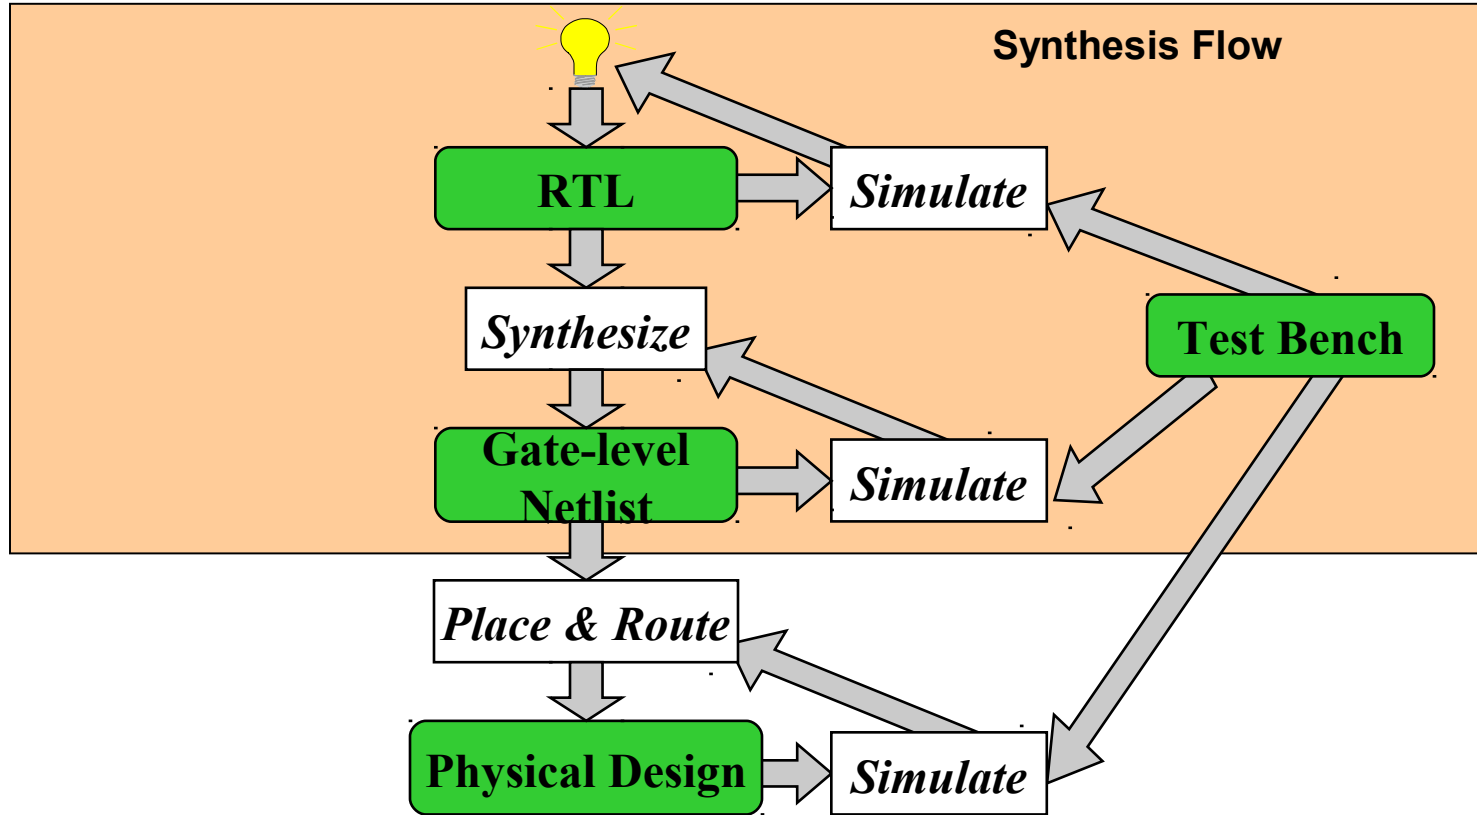 Synthesis Flow
RTL
Simulate
Synthesize
Test Bench
Gate-level
Netlist
Simulate
Place & Route
Physical Design
Simulate